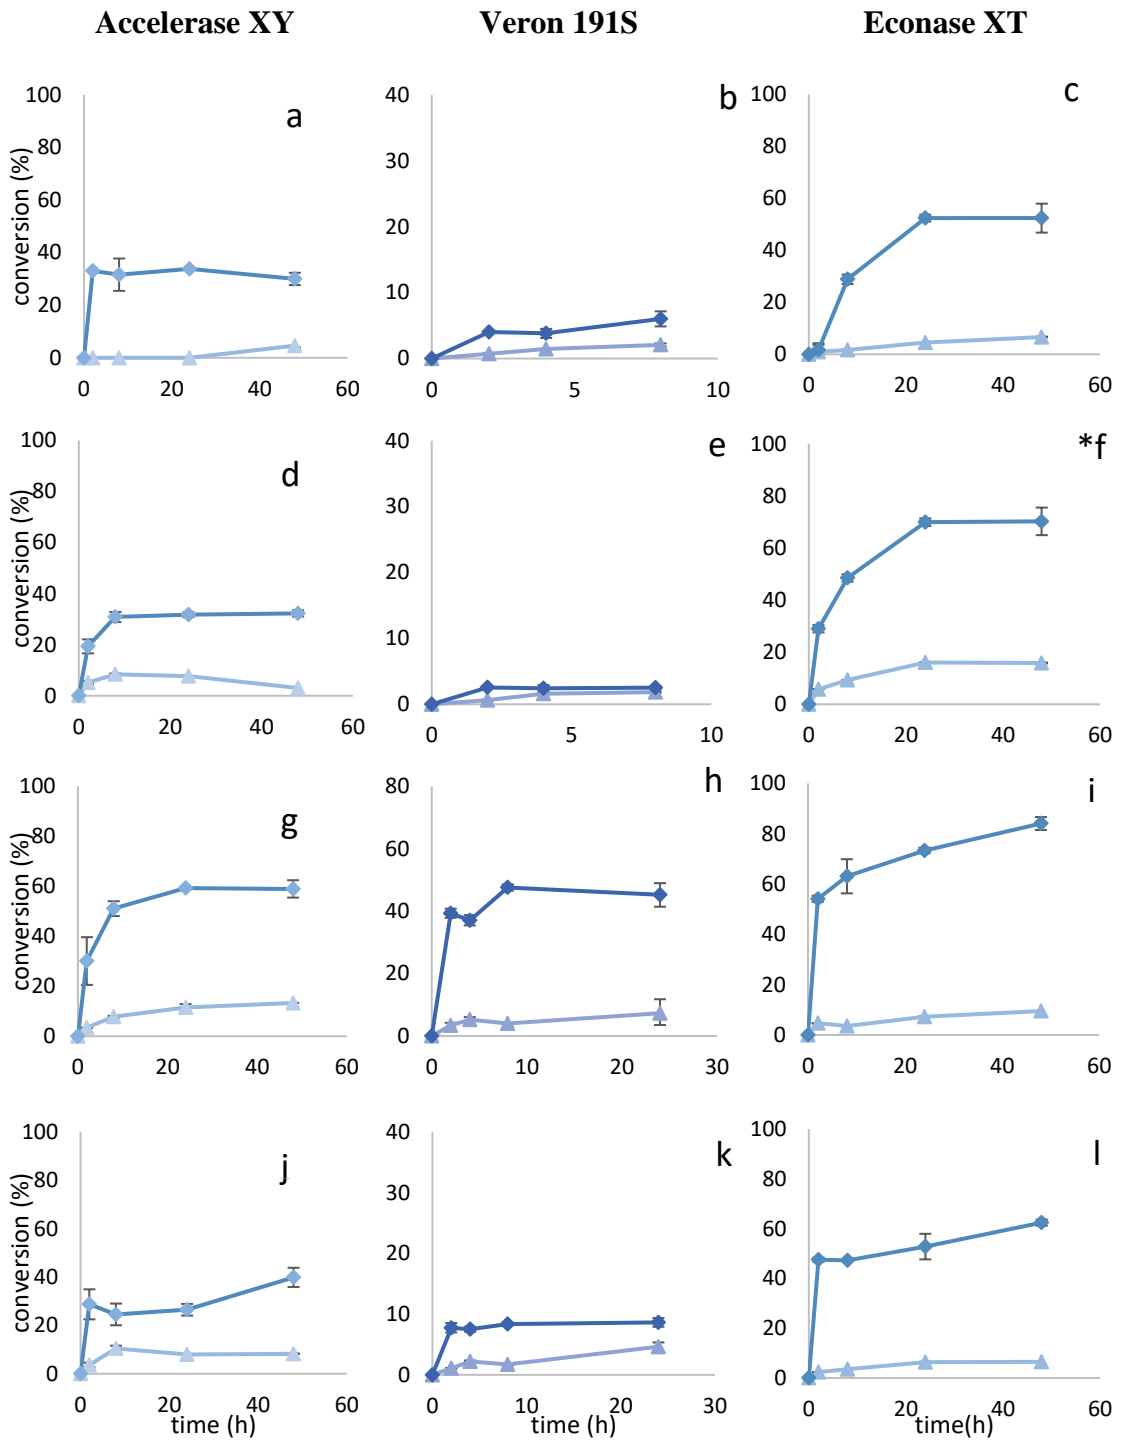 Accelerase XY Veron 191S Econase XT
a b c
100 40 100
80 30 80
60 20 60
40 10 40
20 0 20
0 0
conversion (%)
0 20 40 60 0 5 10 0 20 40 60
d e *f
100 40 100
80 30 80
60 20 60
40 10 40
20 0 20
0 0
conversion (%)
0 20 40 60 0 5 10 0 20 40 60
g h i
100 80 100
80 60 80
60 40 60
40 20 40
20 0 20
0 0
conversion (%)
0 20 40 60 0 10 20 30 0 20 40 60
j k l
100 40 100
80 30 80
60 20 60
40 10 40
20 0 20
0 0
conversion (%)
0 20 40 60 0 10 20 30 0 20 40 60
time (h) time (h) time(h)